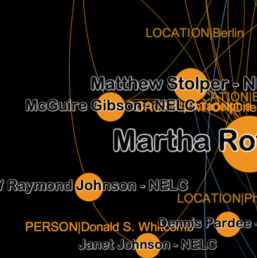 LOCATION|Berlin
Matthew Stolper - N
McGuire Gibson - NELC
Martha Ro
Raymond Johnson - NELC
LOCATION|Ph
PERSON|Donald S. Whitcomb
Dennis Pardee -
Janet Johnson - NELC